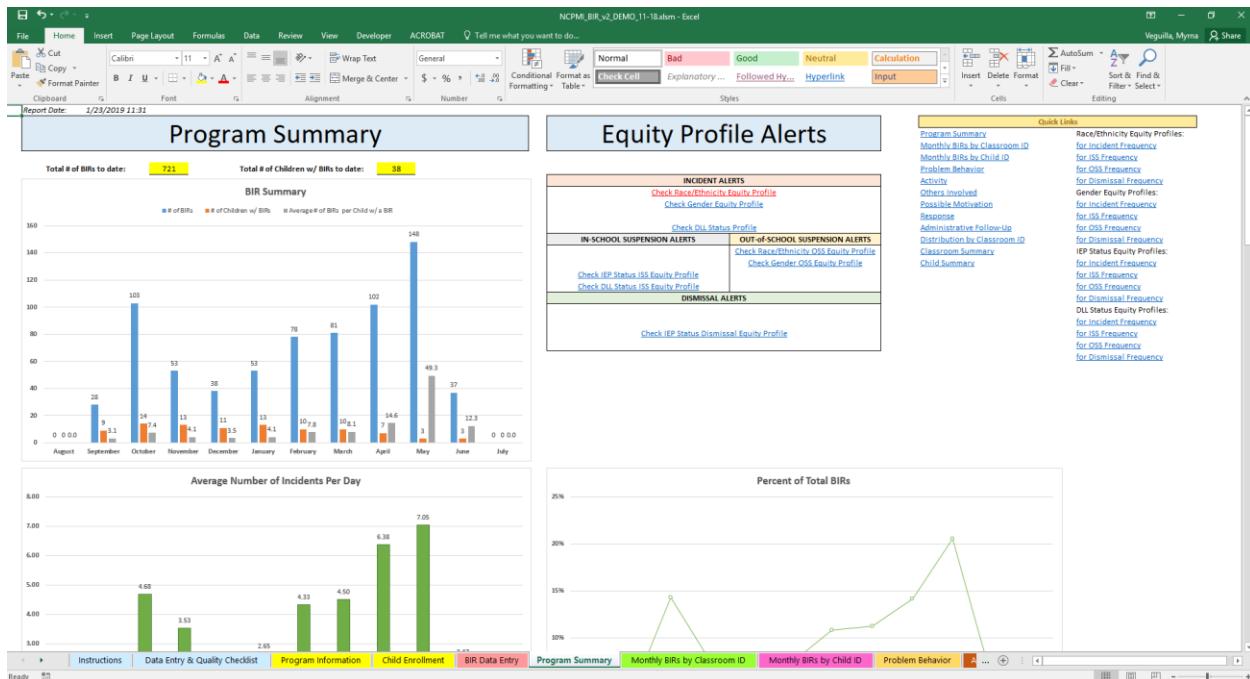 NCPMI_BIR_v2_DEMO_11-18.xlsm - Excel
File Home Insert Page Layout Formulas Data Review View Developer ACROBAT Tell me what you want to do...
Veguilla, Myrna Share
Paste
Cut
Copy
Format Painter
Clipboard
Calibri 11
B I U
Font
Wrap Text
Merge & Center
Alignment
General
$ % ,
Number
Conditional Formatting
Format as Table
Normal Bad Good Neutral Calculation
Check Cell Explanatory ... Followed Hy... Hyperlink Input
Styles
Insert Delete Format
Cells
AutoSum
Fill
Clear
Sort & Filter
Find & Select
Editing
Report Date: 1/23/2019 11:31
Program Summary
Total # of BIRs to date: 721 Total # of Children w/ BIRs to date: 38
BIR Summary
# of BIRs # of Children w/ BIRs Average # of BIRs per Child w/ a BIR
160
140
120
100
80
60
40
20
0
0 0 0.0
28 9 3.1
103 14 7.4
53 13 4.1
38 11 3.5
53 13 4.1
78 10 7.8
81 10 8.1
102 7 14.6
148 3 49.3
37 3 12.3
0 0 0.0
August September October November December January February March April May June July
Average Number of Incidents Per Day
8.00
7.00
6.00
5.00
4.00
3.00
4.68
3.53
2.65
4.33
4.50
6.38
7.05
Equity Profile Alerts
INCIDENT ALERTS
Check Race/Ethnicity Equity Profile
Check Gender Equity Profile
Check DLL Status Profile
IN-SCHOOL SUSPENSION ALERTS OUT-of-SCHOOL SUSPENSION ALERTS
Check Race/Ethnicity OSS Equity Profile
Check Gender OSS Equity Profile
Check IEP Status ISS Equity Profile
Check DLL Status ISS Equity Profile
DISMISSAL ALERTS
Check IEP Status Dismissal Equity Profile
Percent of Total BIRs
25%
20%
15%
10%
Quick Links
Program Summary
Monthly BIRs by Classroom ID
Monthly BIRs by Child ID
Problem Behavior
Activity
Others Involved
Possible Motivation
Response
Administrative Follow-Up
Distribution by Classroom ID
Classroom Summary
Child Summary
Race/Ethnicity Equity Profiles:
for Incident Frequency
for ISS Frequency
for OSS Frequency
for Dismissal Frequency
Gender Equity Profiles:
for Incident Frequency
for ISS Frequency
for OSS Frequency
for Dismissal Frequency
IEP Status Equity Profiles:
for Incident Frequency
for ISS Frequency
for OSS Frequency
for Dismissal Frequency
DLL Status Equity Profiles:
for Incident Frequency
for ISS Frequency
for OSS Frequency
for Dismissal Frequency
Instructions Data Entry & Quality Checklist Program Information Child Enrollment BIR Data Entry Program Summary Monthly BIRs by Classroom ID Monthly BIRs by Child ID Problem Behavior A ...
Ready